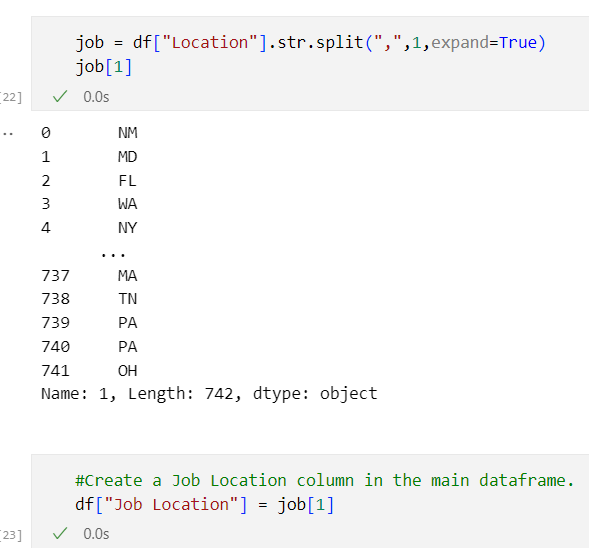 job = df["Location"].str.split(",",1,expand=True)
job[1]
[22] 0.0s
0 NM
1 MD
2 FL
3 WA
4 NY
...
737 MA
738 TN
739 PA
740 PA
741 OH
Name: 1, Length: 742, dtype: object
#Create a Job Location column in the main dataframe.
df["Job Location"] = job[1]
[23] 0.0s